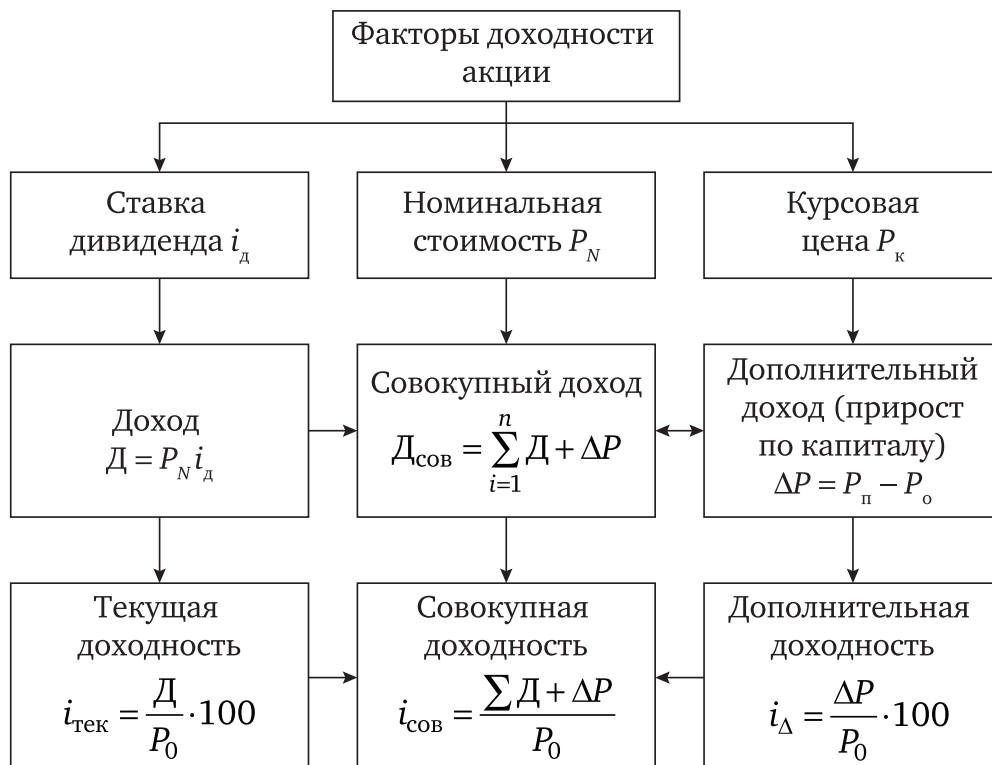 Факторы доходности
акции
Ставка
дивиденда i_д
Номинальная
стоимость P_N
Курсовая
цена P_к
Доход
Д = P_N i_д
Совокупный доход
Д_сов = ∑_{i=1}^{n} Д + ΔP
Дополнительный
доход (прирост
по капиталу)
ΔP = P_п – P_о
Текущая
доходность
i_тек = Д/P_0 · 100
Совокупная
доходность
i_сов = (∑ Д + ΔP)/P_0
Дополнительная
доходность
i_Δ = ΔP/P_0 · 100